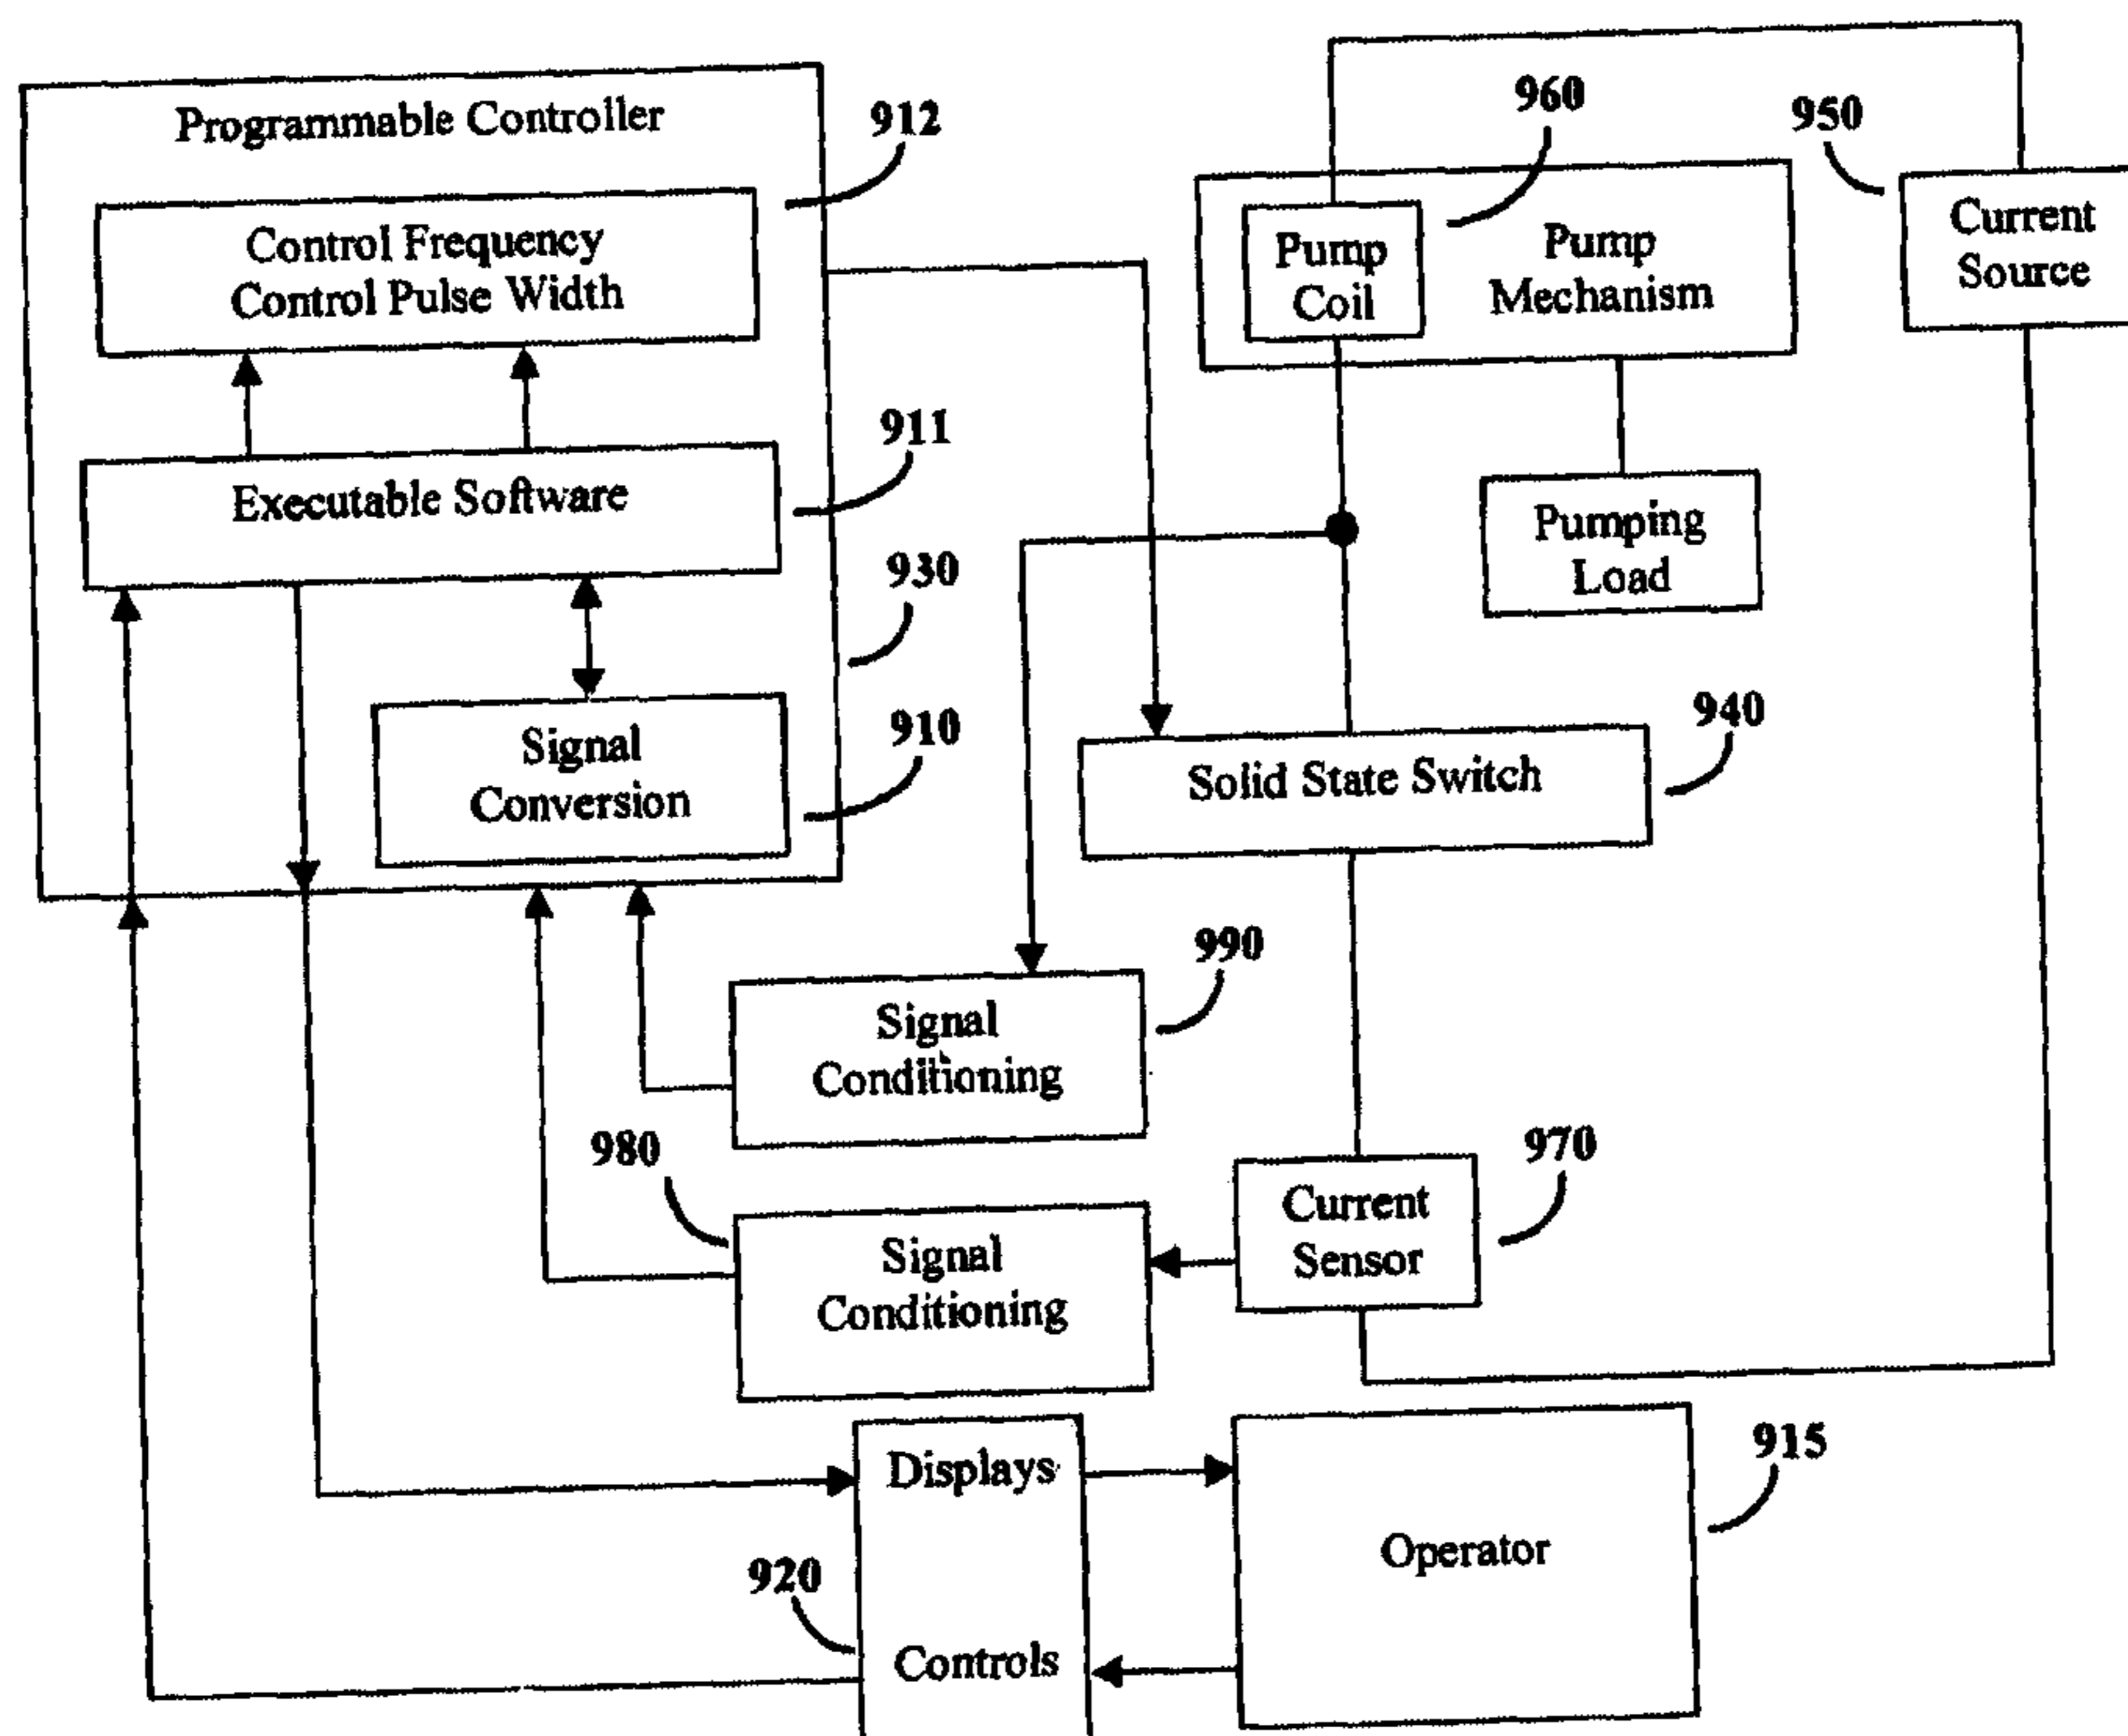 Programmable Controller
912
Control Frequency
Control Pulse Width
911
Executable Software
930
910
Signal
Conversion
960
950
Pump
Coil
Pump
Mechanism
Current
Source
Pumping
Load
940
Solid State Switch
990
Signal
Conditioning
980
970
Current
Sensor
Signal
Conditioning
915
Displays
Operator
920
Controls